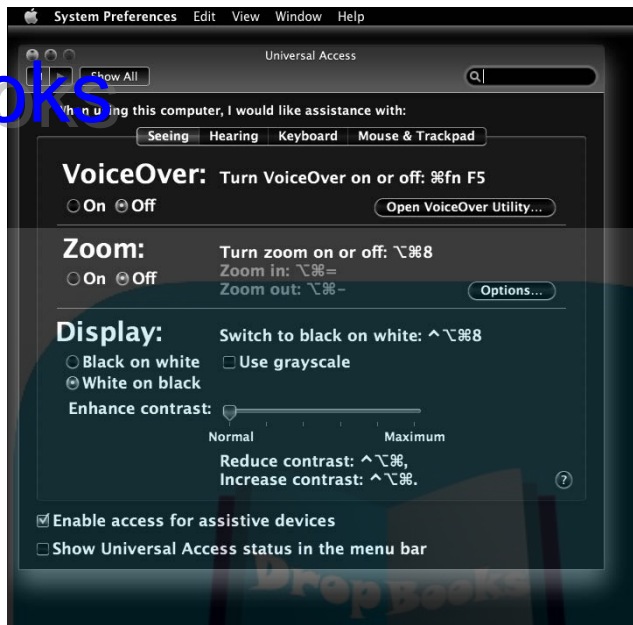 System Preferences Edit View Window Help
Universal Access
Show All
oks
When using this computer, I would like assistance with:
Seeing Hearing Keyboard Mouse & Trackpad
VoiceOver: Turn VoiceOver on or off: ⌘fn F5
On Off Open VoiceOver Utility...
Zoom: Turn zoom on or off: ⌥⌘8
On Off Zoom in: ⌥⌘=
Zoom out: ⌥⌘- Options...
Display: Switch to black on white: ^⌥⌘8
Black on white Use grayscale
White on black
Enhance contrast:
Normal Maximum
Reduce contrast: ^⌥⌘,
Increase contrast: ^⌥⌘.
?
Enable access for assistive devices
Show Universal Access status in the menu bar
DropBooks